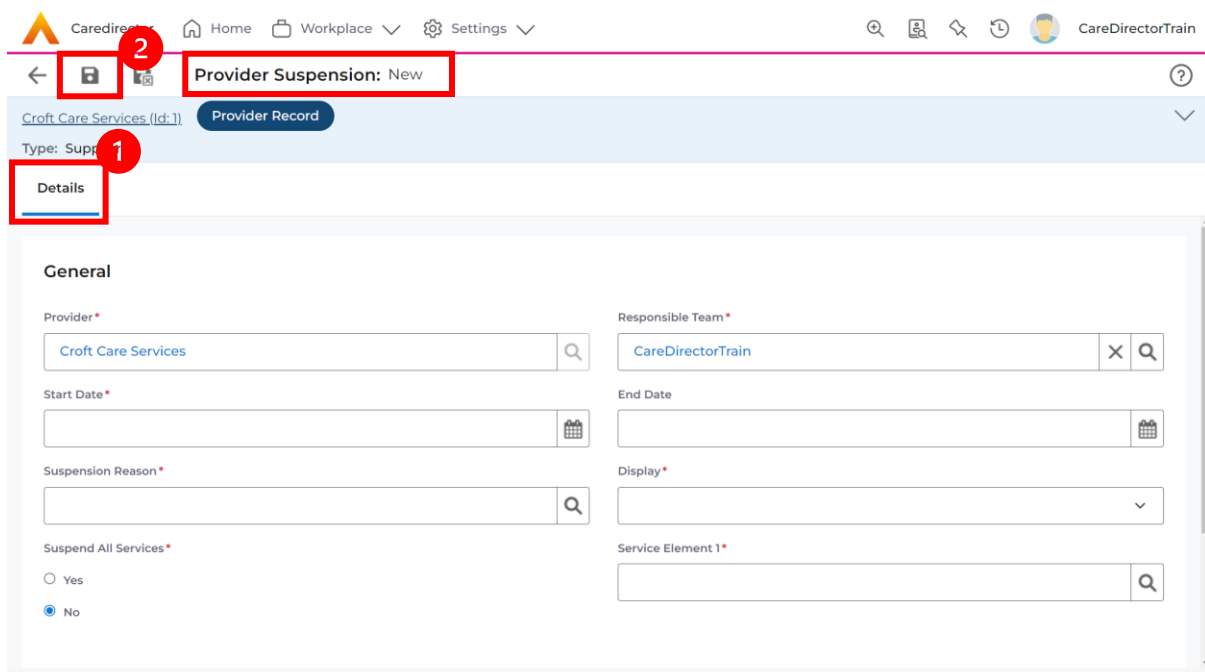 Caredirector Home Workplace Settings CareDirectorTrain
2
Provider Suspension: New
Croft Care Services (Id: 1) Provider Record
Type:
1
Details
General
Provider* Responsible Team*
Croft Care Services CareDirectorTrain
Start Date* End Date
Suspension Reason* Display*
Suspend All Services* Service Element 1*
Yes
No